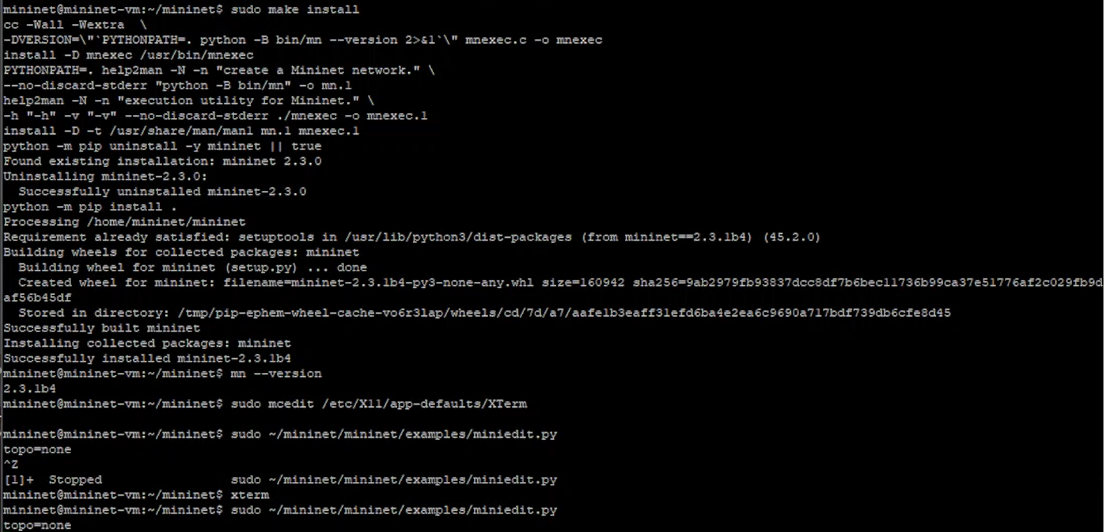 mininet@mininet-vm:~/mininet$ sudo make install
cc -Wall -Wextra  \
-DVERSION=\"`PYTHONPATH=. python -B bin/mn --version 2>&1`\" mnexec.c -o mnexec
install -D mnexec /usr/bin/mnexec
PYTHONPATH=. help2man -N -n "create a Mininet network." \
--no-discard-stderr "python -B bin/mn" -o mn.1
help2man -N -n "execution utility for Mininet." \
-h "-h" -v "-v" --no-discard-stderr ./mnexec -o mnexec.1
install -D -t /usr/share/man/man1 mn.1 mnexec.1
python -m pip uninstall -y mininet || true
Found existing installation: mininet 2.3.0
Uninstalling mininet-2.3.0:
  Successfully uninstalled mininet-2.3.0
python -m pip install .
Processing /home/mininet/mininet
Requirement already satisfied: setuptools in /usr/lib/python3/dist-packages (from mininet==2.3.1b4) (45.2.0)
Building wheels for collected packages: mininet
  Building wheel for mininet (setup.py) ... done
  Created wheel for mininet: filename=mininet-2.3.1b4-py3-none-any.whl size=160942 sha256=9ab2979fb93837dcc8df7b6bec11736b99ca37e51776af2c029fb9d
af56b45df
  Stored in directory: /tmp/pip-ephem-wheel-cache-vo6r3lap/wheels/cd/7d/a7/aafe1b3eaff31efd6ba4e2ea6c9690a717bdf739db6cfe8d45
Successfully built mininet
Installing collected packages: mininet
Successfully installed mininet-2.3.1b4
mininet@mininet-vm:~/mininet$ mn --version
2.3.1b4
mininet@mininet-vm:~/mininet$ sudo mcedit /etc/X11/app-defaults/XTerm
mininet@mininet-vm:~/mininet$ sudo ~/mininet/mininet/examples/miniedit.py
topo=none
^Z
[1]+  Stopped                 sudo ~/mininet/mininet/examples/miniedit.py
mininet@mininet-vm:~/mininet$ xterm
mininet@mininet-vm:~/mininet$ sudo ~/mininet/mininet/examples/miniedit.py
topo=none